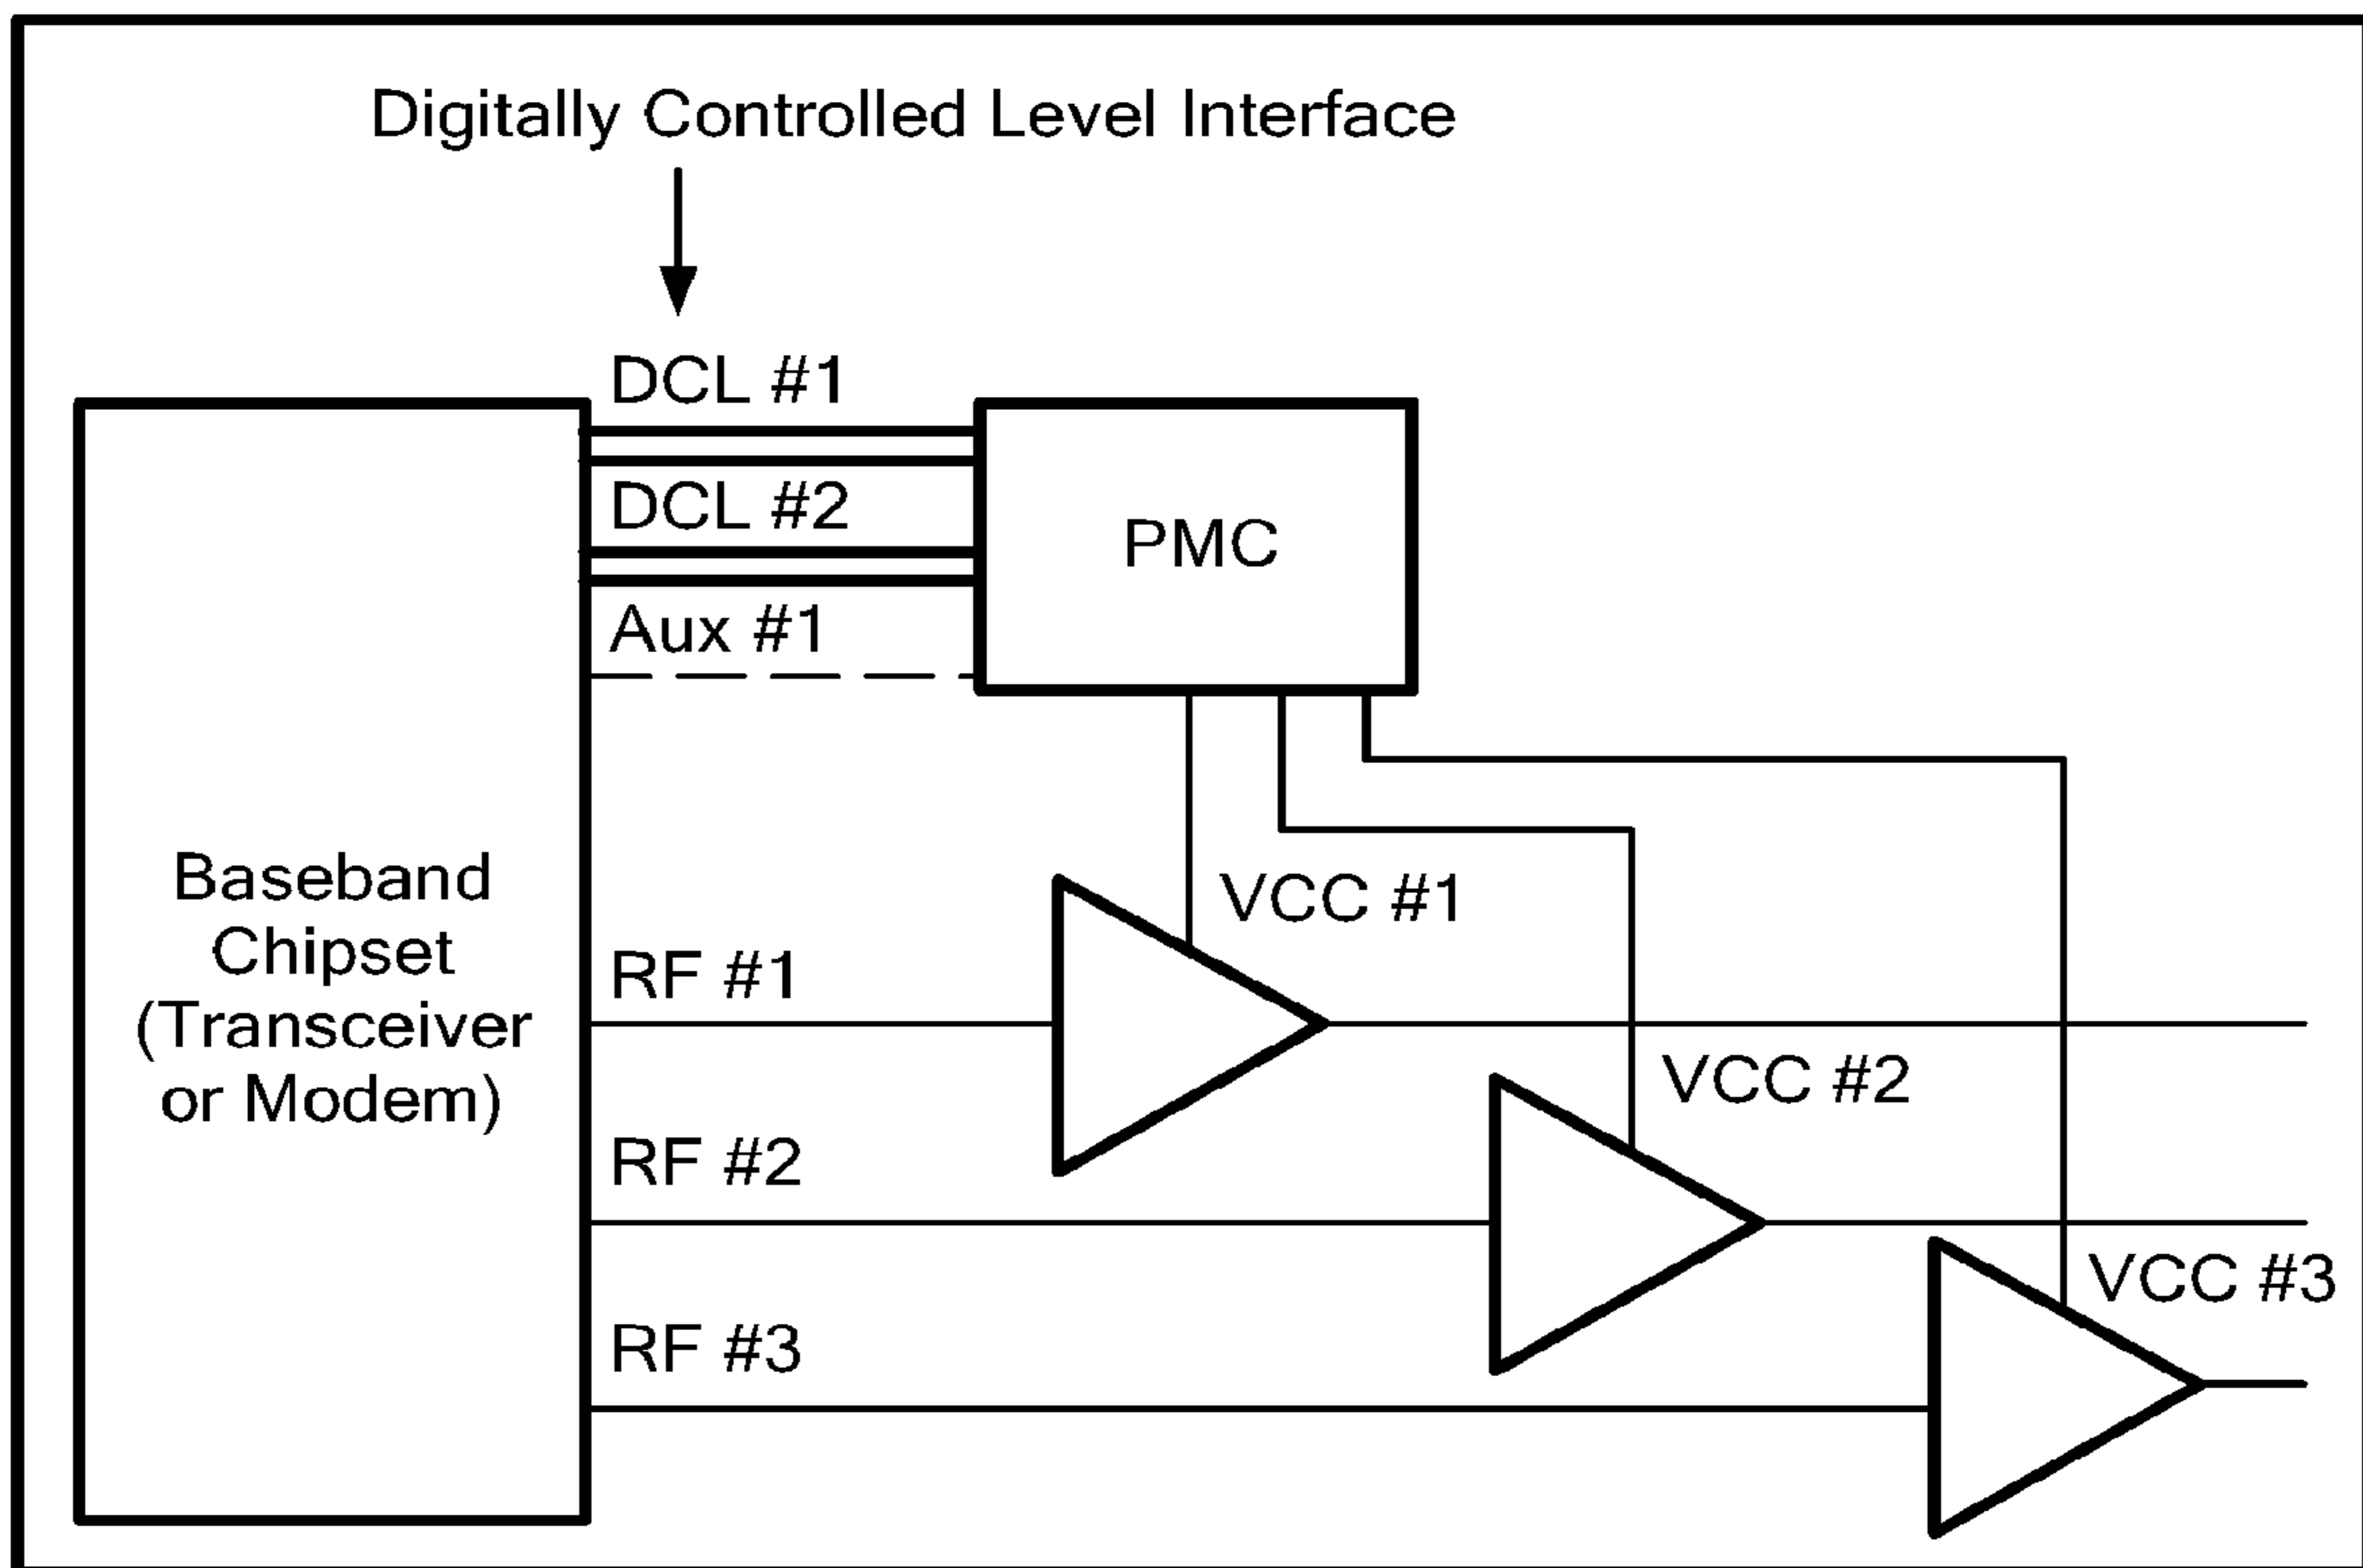 Digitally Controlled Level Interface
DCL #1
DCL #2
PMC
Aux #1
Baseband
Chipset
(Transceiver
or Modem)
VCC #1
RF #1
VCC #2
RF #2
VCC #3
RF #3